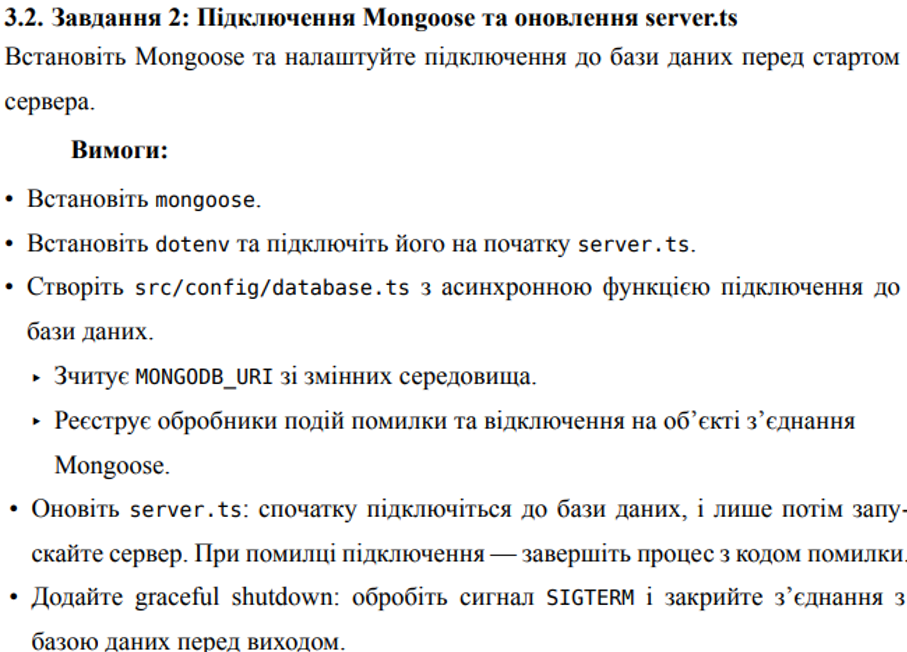 3.2. Завдання 2: Підключення Mongoose та оновлення server.ts
Встановіть Mongoose та налаштуйте підключення до бази даних перед стартом
сервера.
Вимоги:
• Встановіть mongoose.
• Встановіть dotenv та підключіть його на початку server.ts.
• Створіть src/config/database.ts з асинхронною функцією підключення до
бази даних.
‣ Зчитує MONGODB_URI зі змінних середовища.
‣ Реєструє обробники подій помилки та відключення на об’єкті з’єднання
Mongoose.
• Оновіть server.ts: спочатку підключіться до бази даних, і лише потім запу-
скайте сервер. При помилці підключення — завершіть процес з кодом помилки.
• Додайте graceful shutdown: обробіть сигнал SIGTERM і закрийте з’єднання з
базою даних перед виходом.